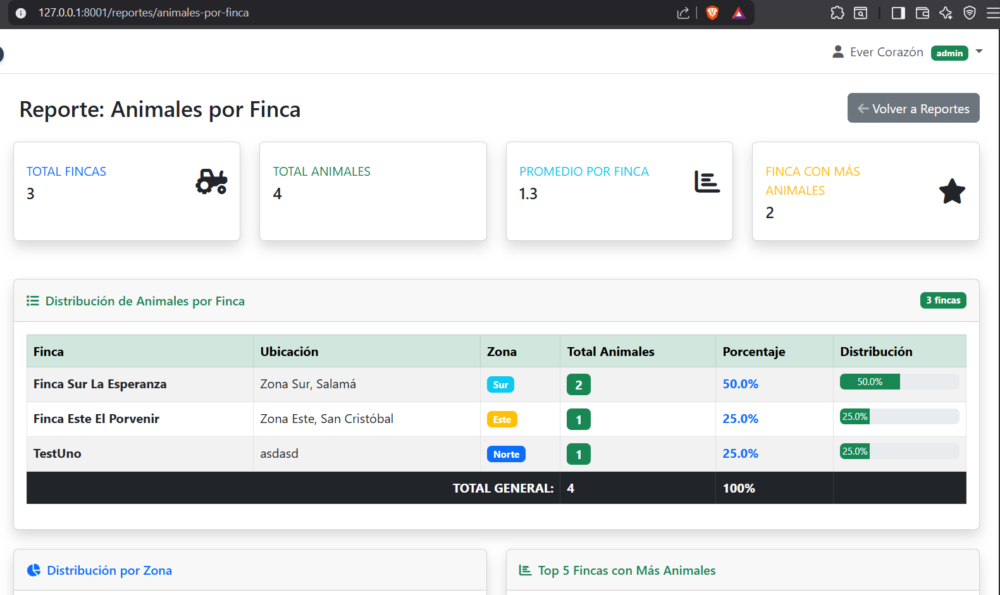 127.0.0.1:8001/reportes/animales-por-finca
Ever Corazón admin
Reporte: Animales por Finca
Volver a Reportes
TOTAL FINCAS
3
TOTAL ANIMALES
4
PROMEDIO POR FINCA
1.3
FINCA CON MÁS
ANIMALES
2
Distribución de Animales por Finca
3 fincas
Finca Ubicación Zona Total Animales Porcentaje Distribución
Finca Sur La Esperanza Zona Sur, Salamá Sur 2 50.0% 50.0%
Finca Este El Porvenir Zona Este, San Cristóbal Este 1 25.0% 25.0%
TestUno asdasd Norte 1 25.0% 25.0%
TOTAL GENERAL: 4 100%
Distribución por Zona
Top 5 Fincas con Más Animales